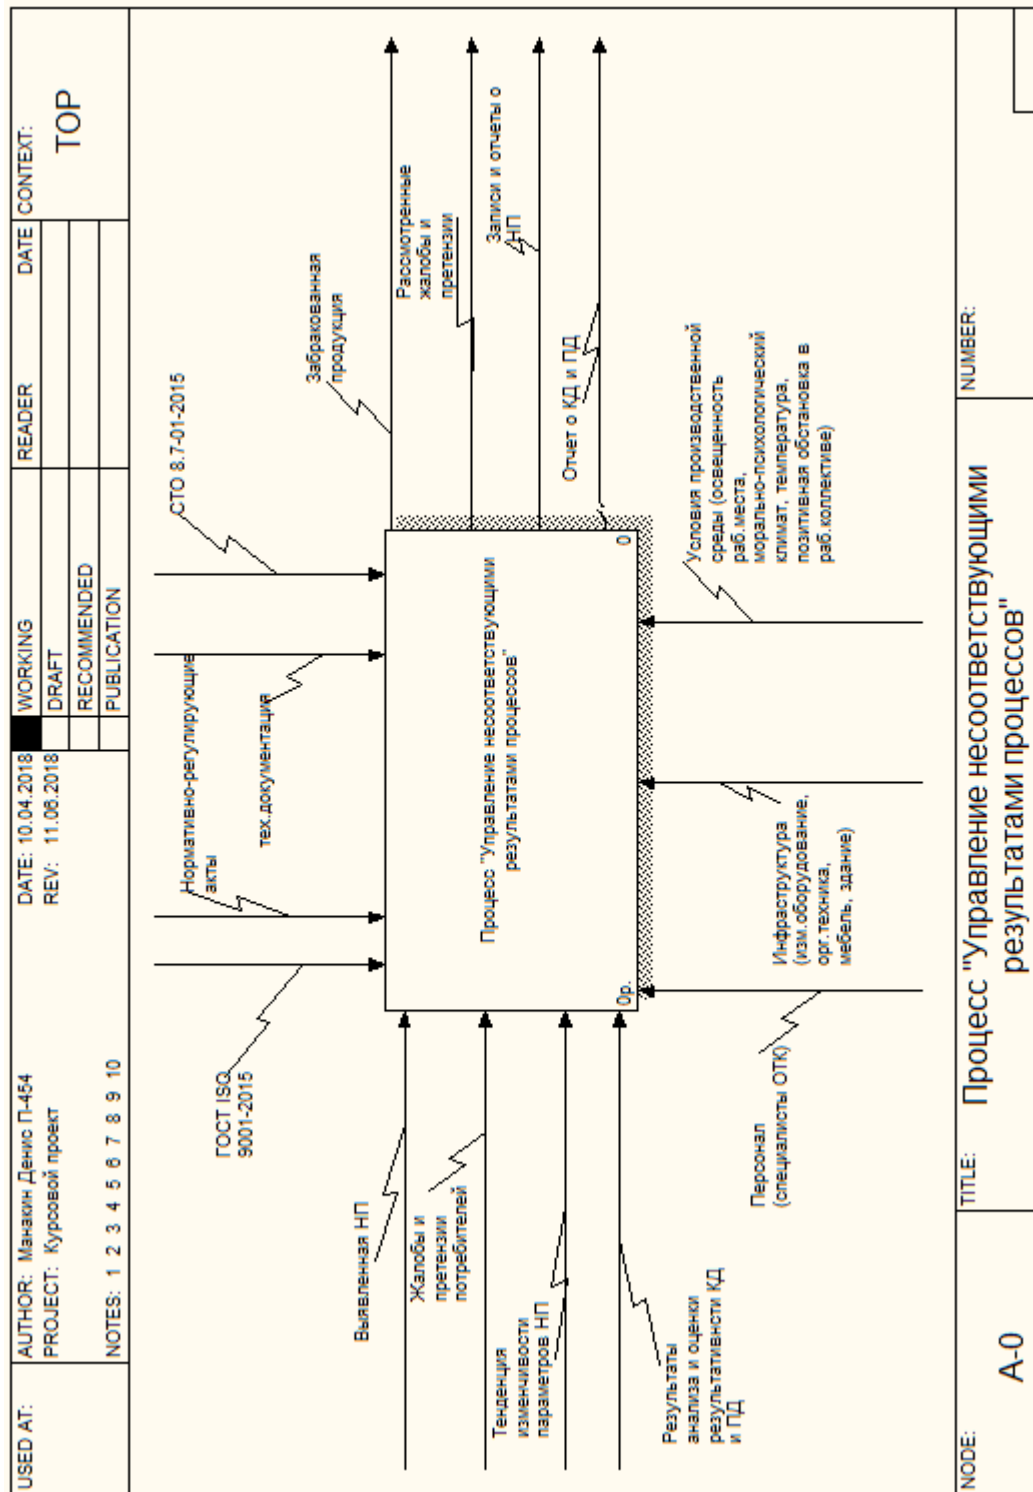 USED AT:
AUTHOR: Манакин Денис П-454
PROJECT: Курсовой проект
NOTES: 1 2 3 4 5 6 7 8 9 10
DATE: 10.04.2018
REV: 11.06.2018
WORKING
DRAFT
RECOMMENDED
PUBLICATION
READER
DATE
CONTEXT:
TOP
ГОСТ ISO
9001-2015
Нормативно-регулирующие
акты
тех.документация
СТО 8.7-01-2015
Выявленная НП
Жалобы и
претензии
потребителей
Тенденция
изменчивости
параметров НП
Результаты
анализа и оценки
результативнсти КД
и ПД
Процесс "Управление несоответствующими
результатами процессов"
0р.
0
Забракованная
продукция
Рассмотренные
жалобы и
претензии
Записи и отчеты о
НП
Отчет о КД и ПД
Персонал
(специалисты ОТК)
Инфраструктура
(изм.оборудование,
орг.техника,
мебель, здание)
Условия производственной
среды (освещенность
раб.места,
морально-психологический
климат, температура,
позитивная обстановка в
раб.коллективе)
NODE:
A-0
TITLE:
Процесс "Управление несоответствующими
результатами процессов"
NUMBER: